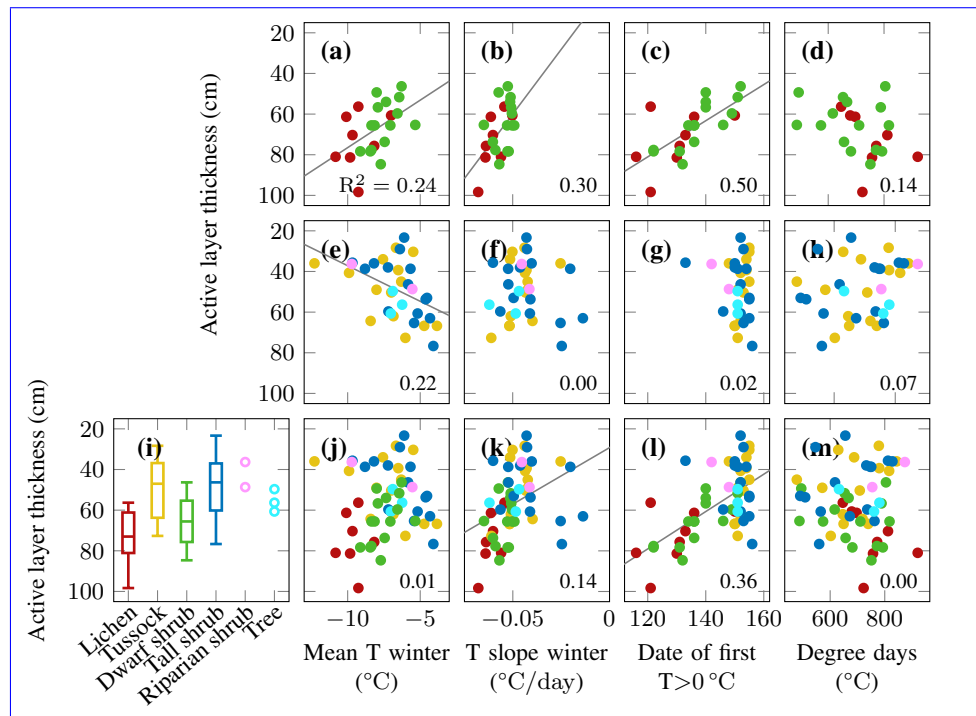 (a) (b) (c) (d)
20
40
60
80
100
R² = 0.24 0.30 0.50 0.14
Active layer thickness (cm)
(e) (f) (g) (h)
20
40
60
80
100
0.22 0.00 0.02 0.07
(i) (j) (k) (l) (m)
20
40
60
80
100
0.01 0.14 0.36 0.00
Active layer thickness (cm)
Lichen
Tussock
Dwarf shrub
Tall shrub
Riparian shrub
Tree
−10 −5 −0.05 0 120 140 160 600 800
Mean T winter T slope winter Date of first Degree days
(°C) (°C/day) T>0 °C (°C)